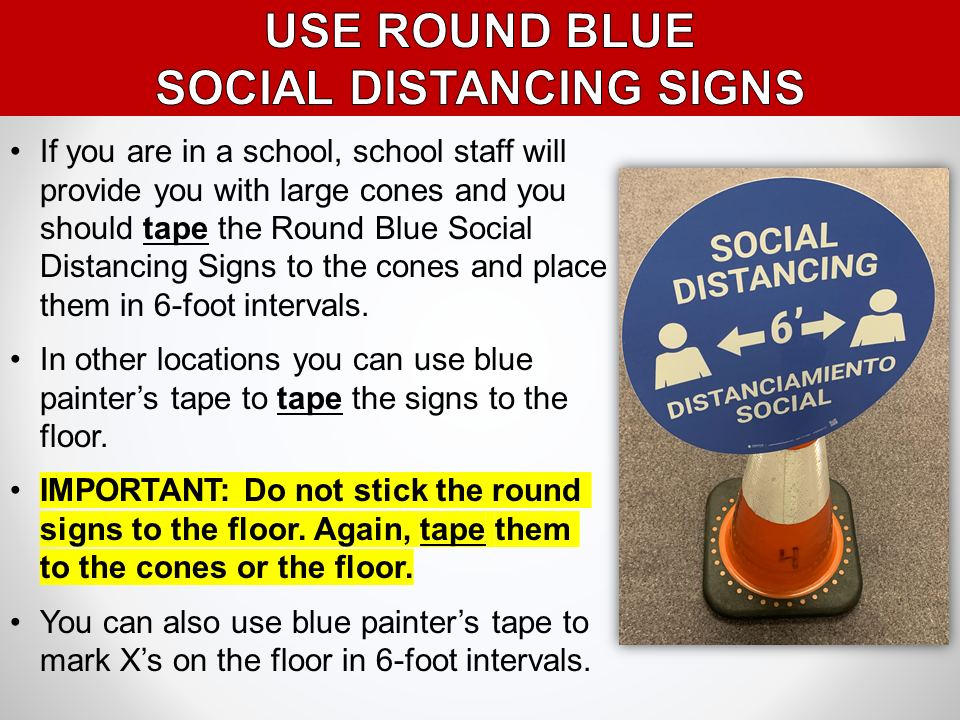 USE ROUND BLUE
SOCIAL DISTANCING SIGNS
• If you are in a school, school staff will
provide you with large cones and you
should tape the Round Blue Social
Distancing Signs to the cones and place
them in 6-foot intervals.
• In other locations you can use blue
painter’s tape to tape the signs to the
floor.
• IMPORTANT: Do not stick the round
signs to the floor. Again, tape them
to the cones or the floor.
• You can also use blue painter’s tape to
mark X’s on the floor in 6-foot intervals.
SOCIAL
DISTANCING
6’
DISTANCIAMIENTO
SOCIAL
4